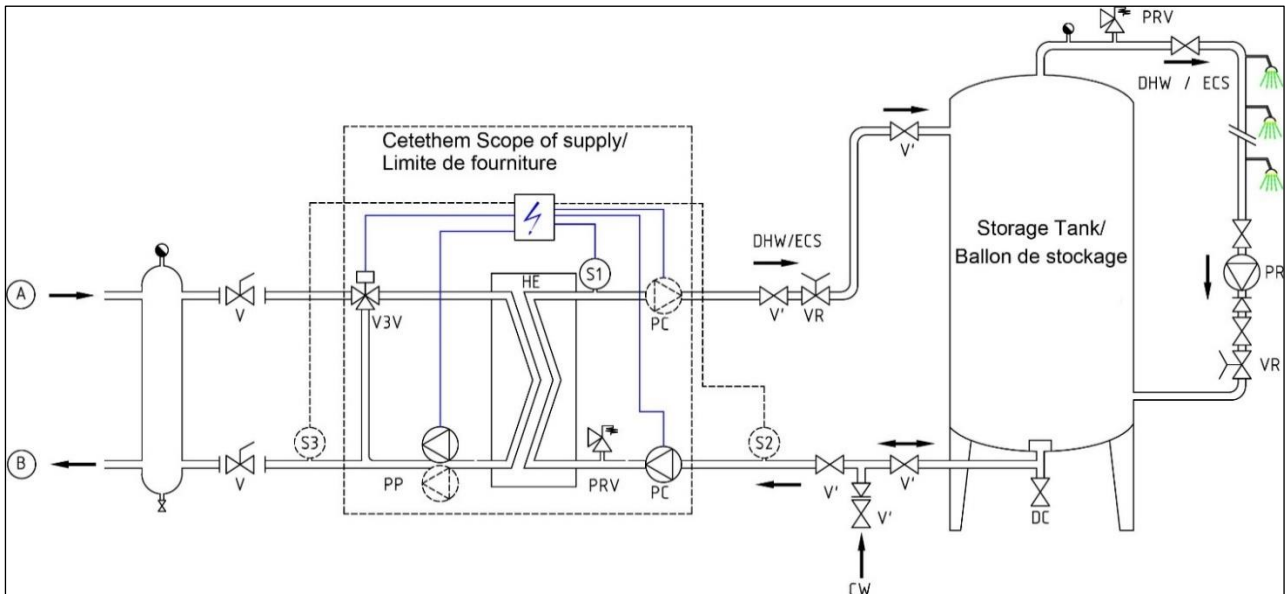 PRV
DHW / ECS
Cetethem Scope of supply/
Limite de fourniture
V'
Storage Tank/
Ballon de stockage
DHW/ECS
S1
HE
A
V
V3V
PC
V'
VR
PR
VR
S3
S2
B
V
PP
PRV
PC
V'
V'
V'
DC
CW